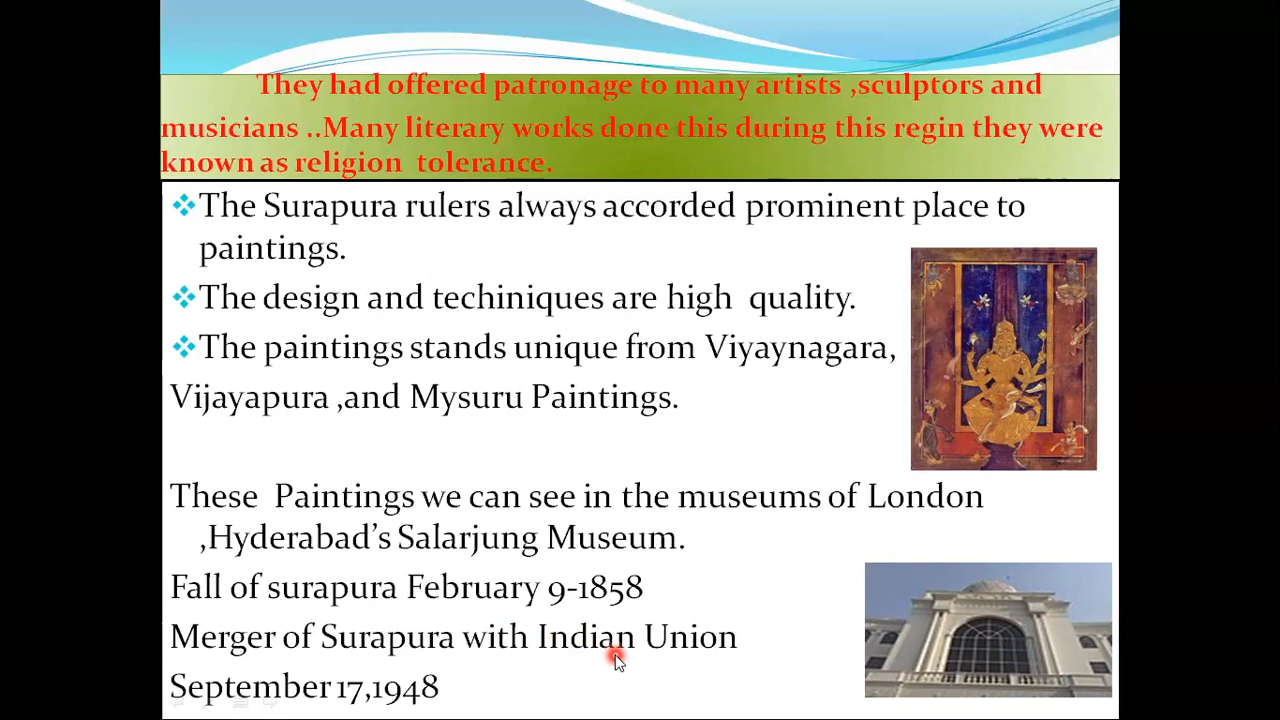 They had offered patronage to many artists ,sculptors and
musicians ..Many literary works done this during this regin they were
known as religion tolerance.
The Surapura rulers always accorded prominent place to
paintings.
The design and techiniques are high quality.
The paintings stands unique from Viyaynagara,
Vijayapura ,and Mysuru Paintings.
These Paintings we can see in the museums of London
,Hyderabad’s Salarjung Museum.
Fall of surapura February 9-1858
Merger of Surapura with Indian Union
September 17,1948